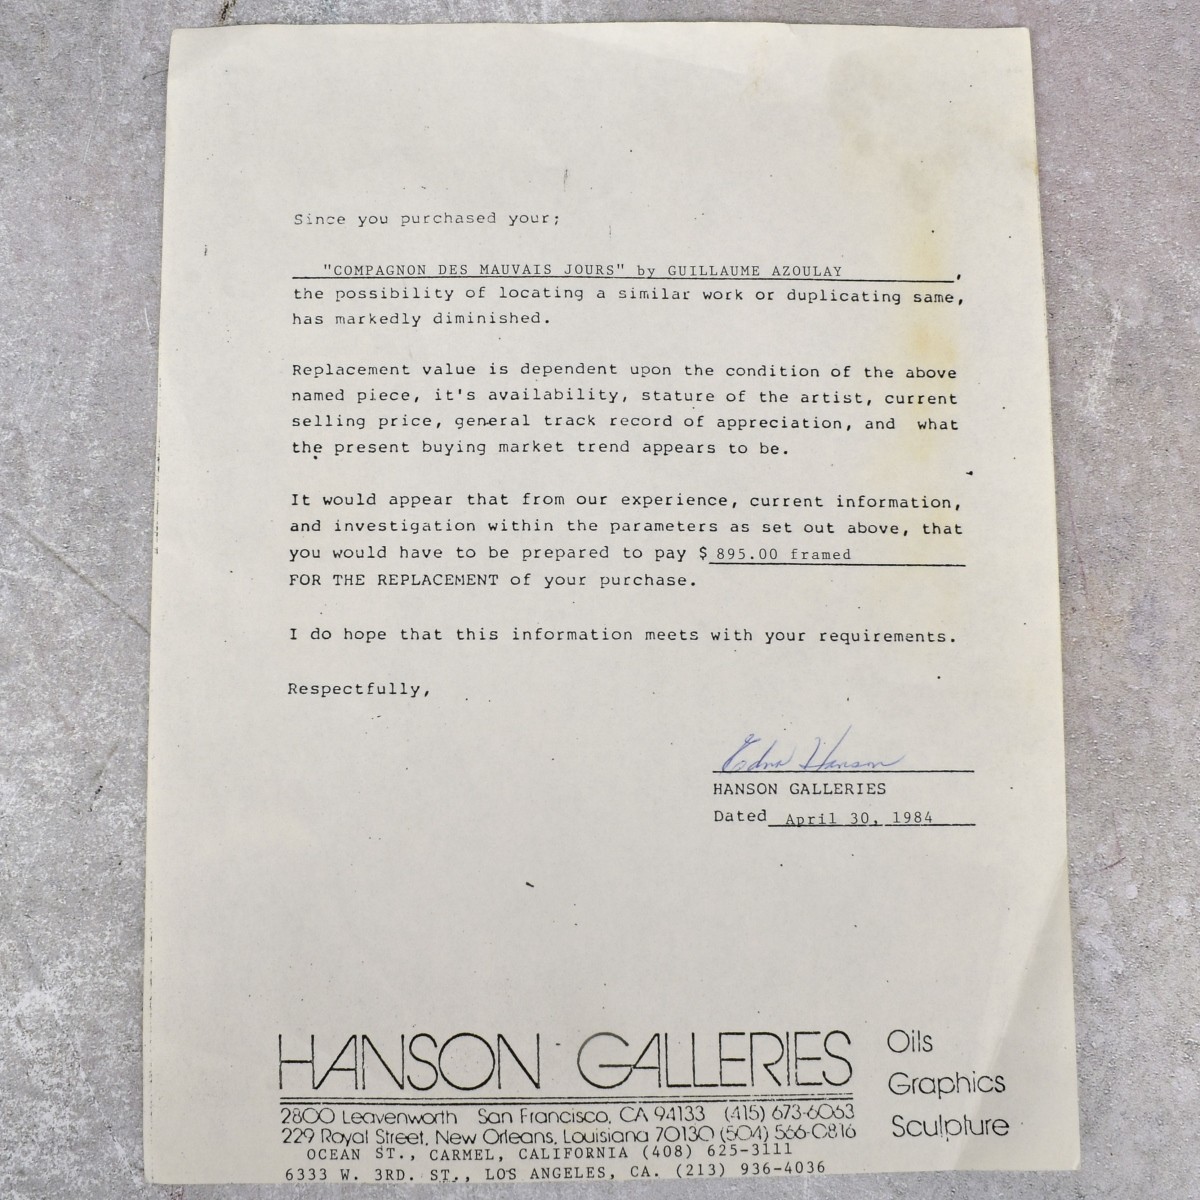 Since you purchased your;
"COMPAGNON DES MAUVAIS JOURS" by GUILLAUME AZOULAY,
the possibility of locating a similar work or duplicating same,
has markedly diminished.
Replacement value is dependent upon the condition of the above
named piece, it's availability, stature of the artist, current
selling price, general track record of appreciation, and what
the present buying market trend appears to be.
It would appear that from our experience, current information,
and investigation within the parameters as set out above, that
you would have to be prepared to pay $ 895.00 framed
FOR THE REPLACEMENT of your purchase.
I do hope that this information meets with your requirements.
Respectfully,
Edna Hanson
HANSON GALLERIES
Dated April 30, 1984
HANSON GALLERIES
2800 Leavenworth San Francisco, CA 94133 (415) 673-6053
229 Royal Street, New Orleans, Louisiana 70130 (504) 566-0816
OCEAN ST., CARMEL, CALIFORNIA (408) 625-3111
6333 W. 3RD. ST., LOS ANGELES, CA. (213) 936-4036
Oils
Graphics
Sculpture